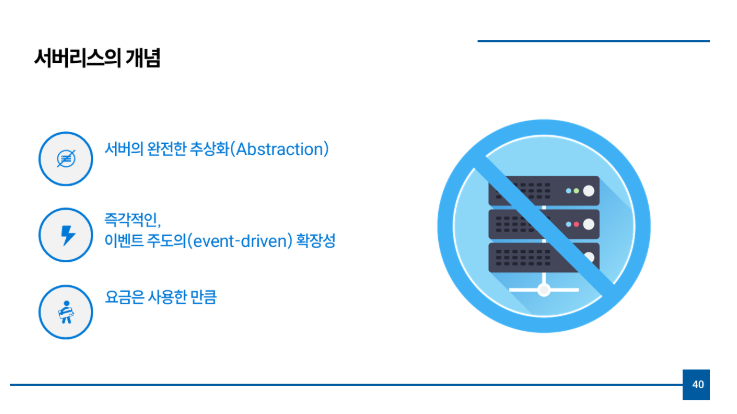 서버리스의 개념
서버의 완전한 추상화(Abstraction)
즉각적인,
이벤트 주도의(event-driven) 확장성
요금은 사용한 만큼
40